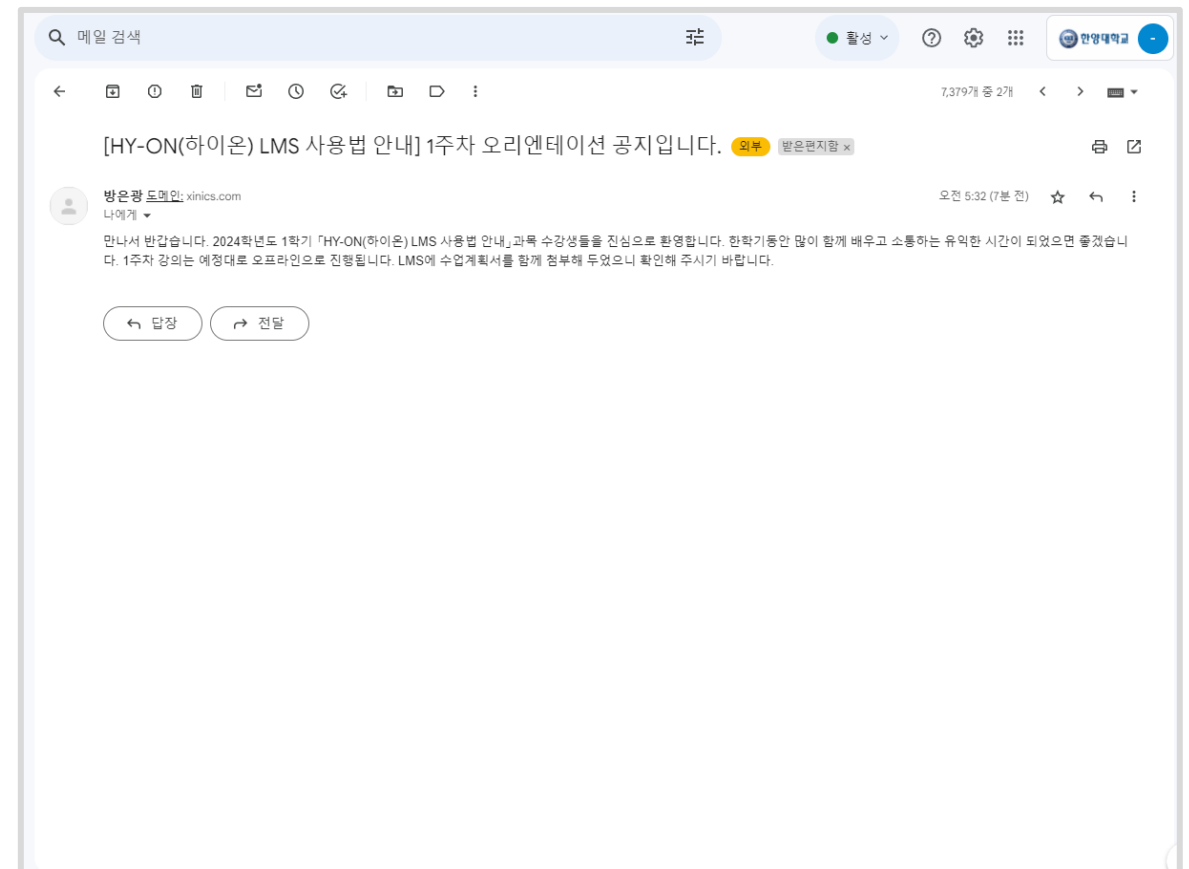 메일 검색
활성
한양대학교
-
7,379개 중 2개
[HY-ON(하이온) LMS 사용법 안내] 1주차 오리엔테이션 공지입니다. 외부 받은편지함 ×
방은광 도메인: xinics.com
오전 5:32 (7분 전)
나에게
만나서 반갑습니다. 2024학년도 1학기 「HY-ON(하이온) LMS 사용법 안내」과목 수강생들을 진심으로 환영합니다. 한학기동안 많이 함께 배우고 소통하는 유익한 시간이 되었으면 좋겠습니
다. 1주차 강의는 예정대로 오프라인으로 진행됩니다. LMS에 수업계획서를 함께 첨부해 두었으니 확인해 주시기 바랍니다.
답장
전달